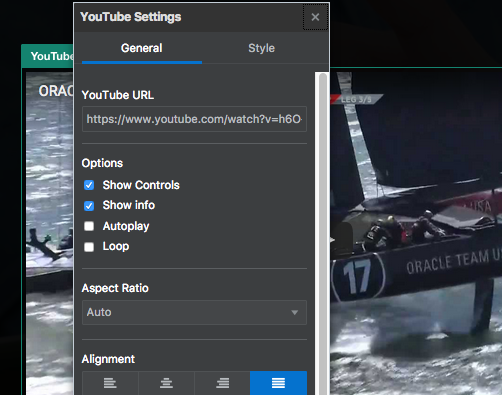 YouTube Settings
×
YouTube
General
Style
ORAC
LEG 3/3
YouTube URL
https://www.youtube.com/watch?v=h6O
Options
Show Controls
Show info
Autoplay
Loop
USA
17
ORACLE TEAM U
Aspect Ratio
Auto
Alignment